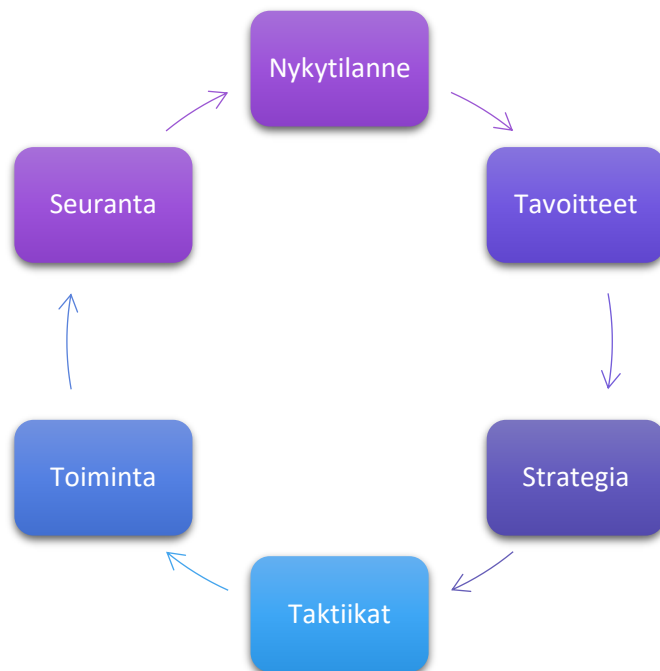 Nykytilanne
Tavoitteet
Strategia
Taktiikat
Toiminta
Seuranta